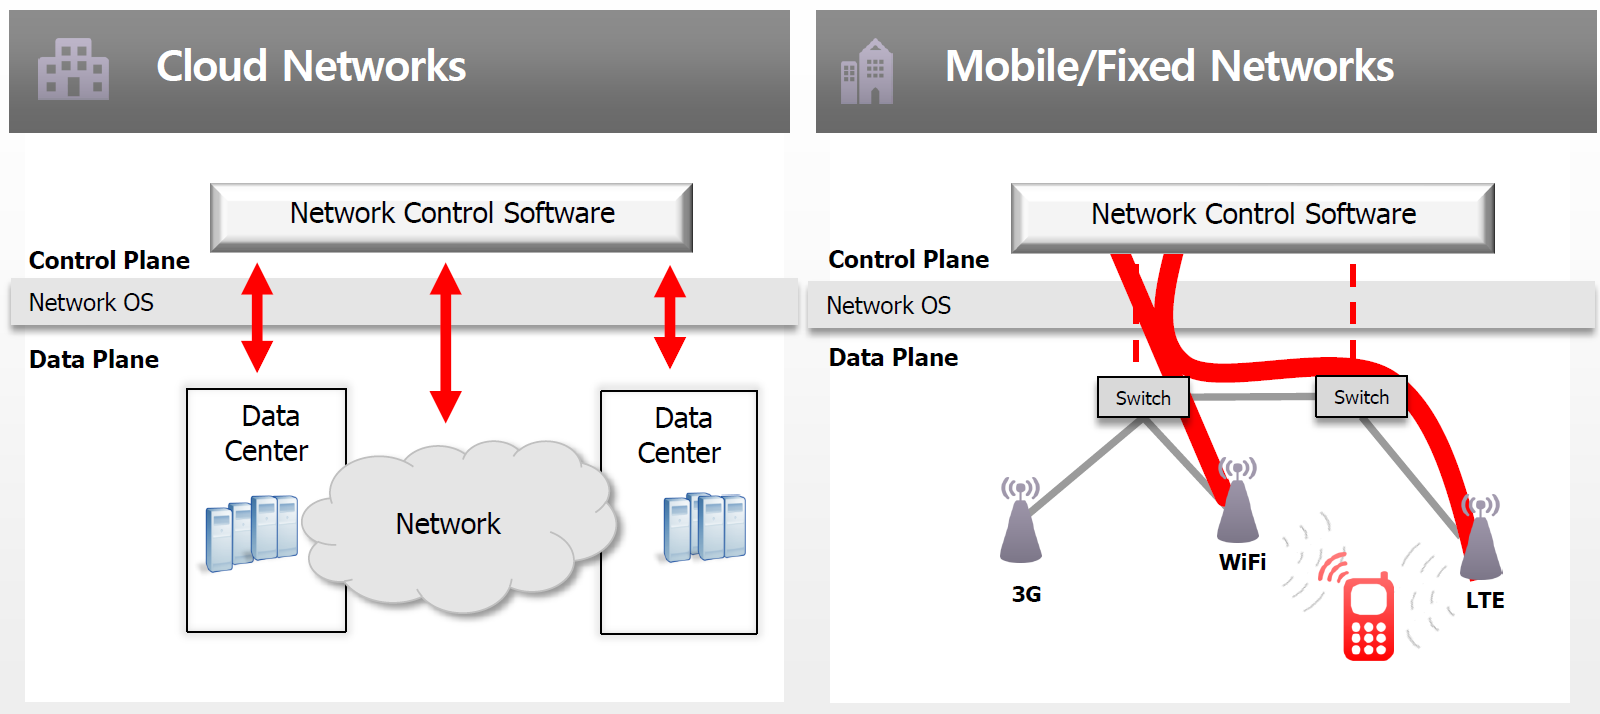 Cloud Networks
Network Control Software
Control Plane
Network OS
Data Plane
Data
Center
Network
Data
Center
Mobile/Fixed Networks
Network Control Software
Control Plane
Network OS
Data Plane
Switch
Switch
3G
WiFi
LTE